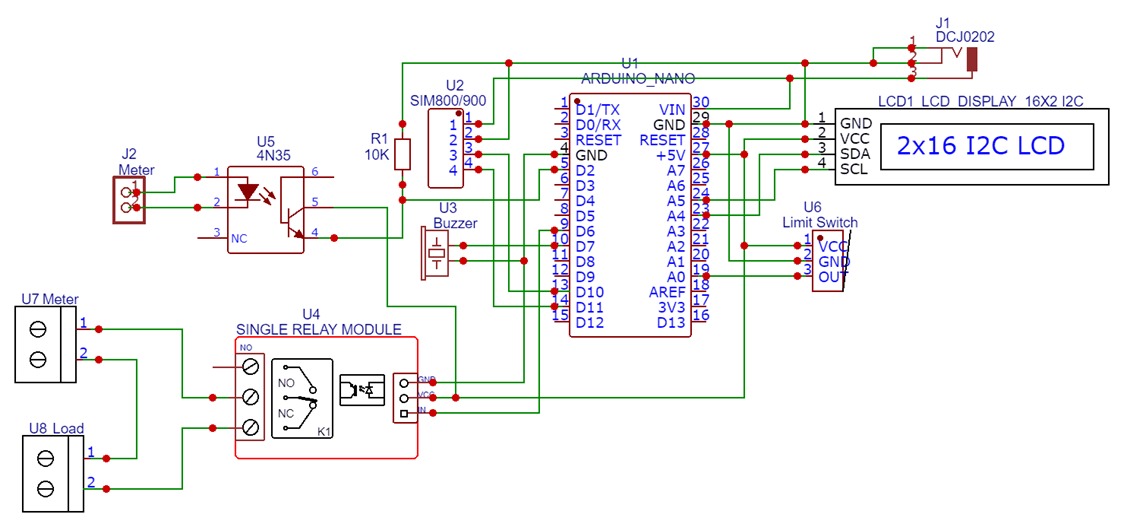 J1
DCJ0202
1
2
3
U1
ARDUINO_NANO
U2
SIM800/900
1 1
2 2
3 3
4 4
R1
10K
1 D1/TX VIN 30
2 D0/RX GND 29
3 RESET RESET 28
4 GND +5V 27
5 D2 A7 26
6 D3 A6 25
7 D4 A5 24
8 D5 A4 23
9 D6 A3 22
10 D7 A2 21
11 D8 A1 20
12 D9 A0 19
13 D10 AREF 18
14 D11 3V3 17
15 D12 D13 16
LCD1 LCD DISPLAY 16X2 I2C
1 GND
2 VCC
3 SDA
4 SCL
2x16 I2C LCD
U5
4N35
1 6
2 5
3 NC 4
J2
Meter
1
2
U3
Buzzer
U6
Limit Switch
1 VCC
2 GND
3 OUT
U7 Meter
1
2
U4
SINGLE RELAY MODULE
NO
NO
NC
K1
GND
VCC
IN
U8 Load
1
2